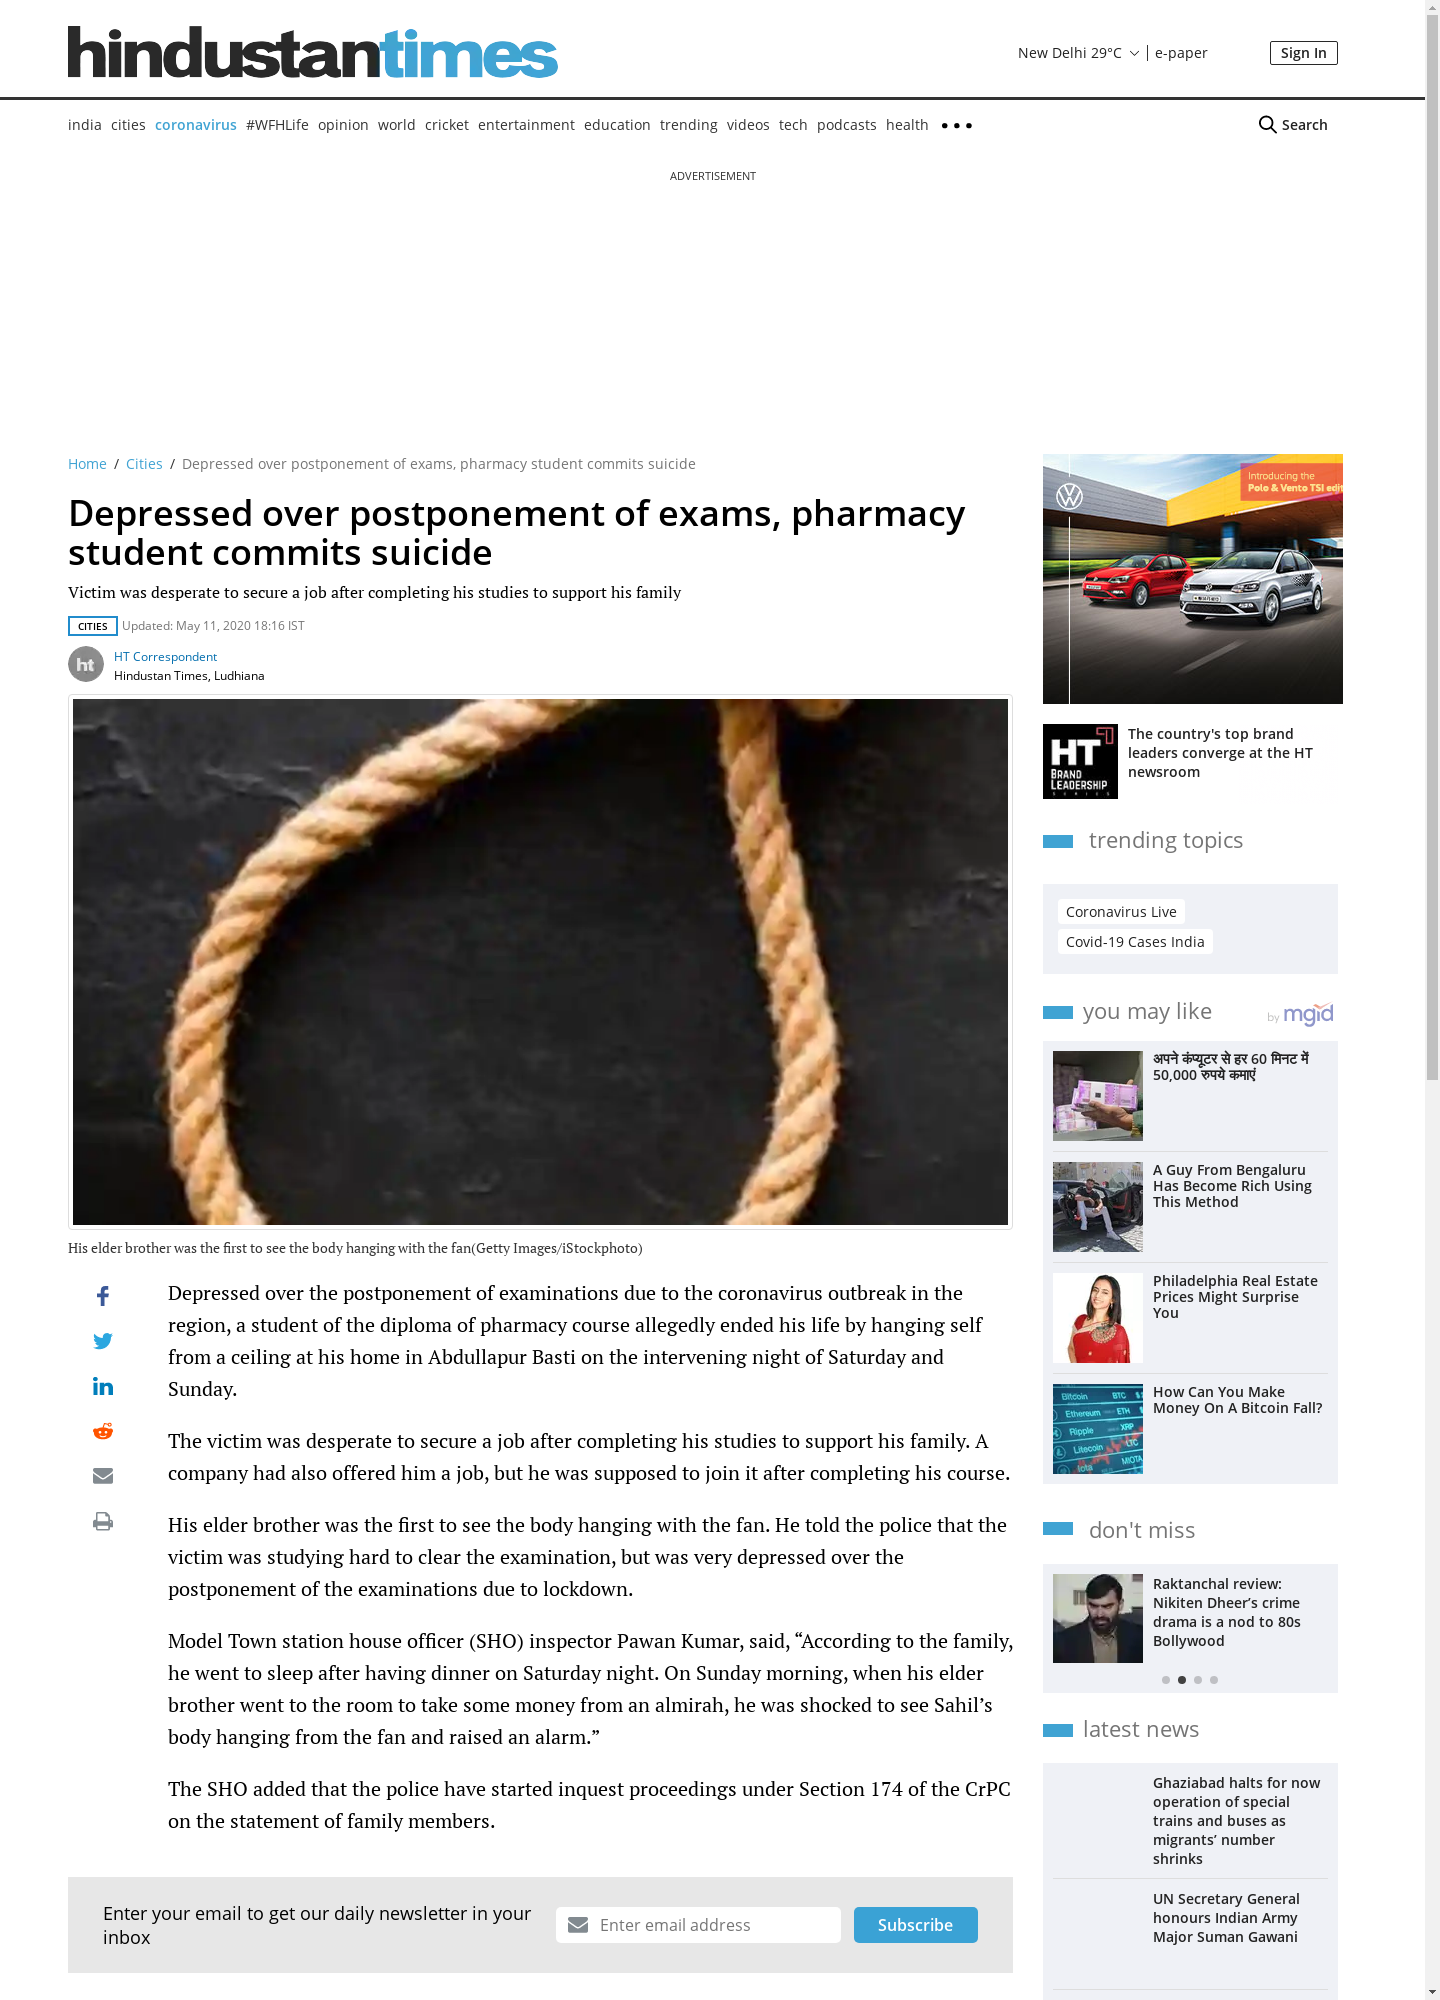 hindustantimes
New Delhi 29°C
e-paper
Sign In
india cities coronavirus #WFHLife opinion world cricket entertainment education trending videos tech podcasts health
Search
ADVERTISEMENT
Home / Cities / Depressed over postponement of exams, pharmacy student commits suicide
Depressed over postponement of exams, pharmacy
student commits suicide
Victim was desperate to secure a job after completing his studies to support his family
CITIES Updated: May 11, 2020 18:16 IST
ht
HT Correspondent
Hindustan Times, Ludhiana
His elder brother was the first to see the body hanging with the fan(Getty Images/iStockphoto)
Depressed over the postponement of examinations due to the coronavirus outbreak in the
region, a student of the diploma of pharmacy course allegedly ended his life by hanging self
from a ceiling at his home in Abdullapur Basti on the intervening night of Saturday and
Sunday.
The victim was desperate to secure a job after completing his studies to support his family. A
company had also offered him a job, but he was supposed to join it after completing his course.
His elder brother was the first to see the body hanging with the fan. He told the police that the
victim was studying hard to clear the examination, but was very depressed over the
postponement of the examinations due to lockdown.
Model Town station house officer (SHO) inspector Pawan Kumar, said, “According to the family,
he went to sleep after having dinner on Saturday night. On Sunday morning, when his elder
brother went to the room to take some money from an almirah, he was shocked to see Sahil’s
body hanging from the fan and raised an alarm.”
The SHO added that the police have started inquest proceedings under Section 174 of the CrPC
on the statement of family members.
Enter your email to get our daily newsletter in your
inbox
Enter email address
Subscribe
Introducing the
Polo & Vento TSI edit
HT
BRAND
LEADERSHIP
SERIES
The country's top brand
leaders converge at the HT
newsroom
trending topics
Coronavirus Live
Covid-19 Cases India
you may like
by mgid
अपने कंप्यूटर से हर 60 मिनट में
50,000 रुपये कमाएं
A Guy From Bengaluru
Has Become Rich Using
This Method
Philadelphia Real Estate
Prices Might Surprise
You
Bitcoin BTC
Ethereum ETH
Ripple XRP
Litecoin LTC
Iota MIOTA
How Can You Make
Money On A Bitcoin Fall?
don't miss
Raktanchal review:
Nikiten Dheer’s crime
drama is a nod to 80s
Bollywood
latest news
Ghaziabad halts for now
operation of special
trains and buses as
migrants’ number
shrinks
UN Secretary General
honours Indian Army
Major Suman Gawani